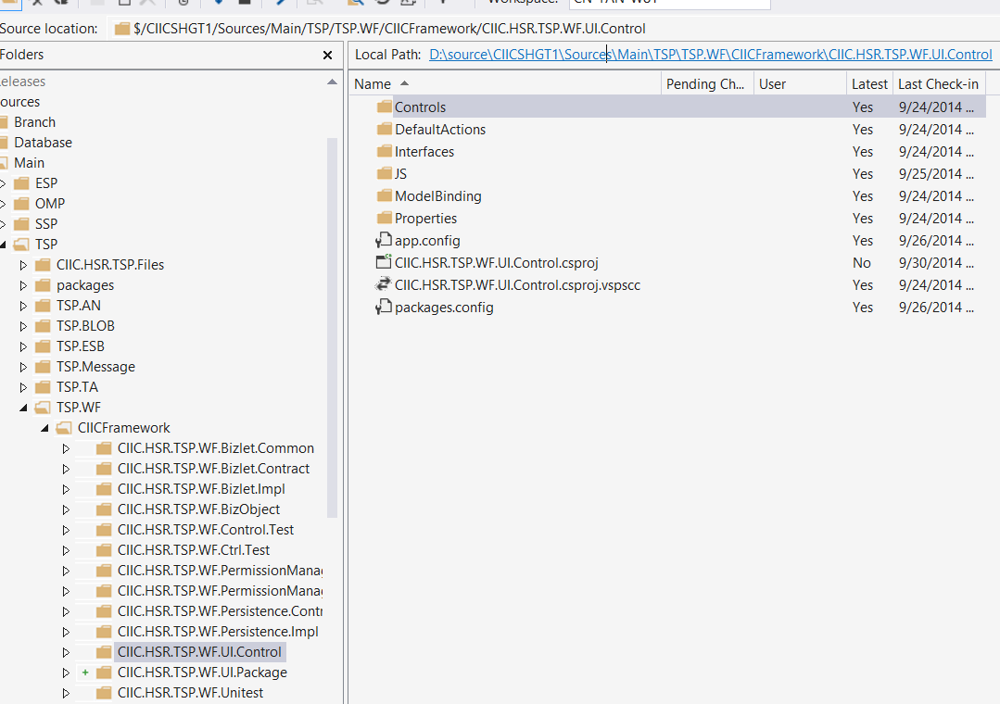 Workspace: CN-TAN-W01
Source location: $/CIICSHGT1/Sources/Main/TSP/TSP.WF/CIICFramework/CIIC.HSR.TSP.WF.UI.Control
Folders
Local Path: D:\source\CIICSHGT1\Sources\Main\TSP\TSP.WF\CIICFramework\CIIC.HSR.TSP.WF.UI.Control
eleases
ources
Branch
Database
Main
ESP
OMP
SSP
TSP
CIIC.HSR.TSP.Files
packages
TSP.AN
TSP.BLOB
TSP.ESB
TSP.Message
TSP.TA
TSP.WF
CIICFramework
CIIC.HSR.TSP.WF.Bizlet.Common
CIIC.HSR.TSP.WF.Bizlet.Contract
CIIC.HSR.TSP.WF.Bizlet.Impl
CIIC.HSR.TSP.WF.BizObject
CIIC.HSR.TSP.WF.Control.Test
CIIC.HSR.TSP.WF.Ctrl.Test
CIIC.HSR.TSP.WF.PermissionMana
CIIC.HSR.TSP.WF.PermissionMana
CIIC.HSR.TSP.WF.Persistence.Contr
CIIC.HSR.TSP.WF.Persistence.Impl
CIIC.HSR.TSP.WF.UI.Control
CIIC.HSR.TSP.WF.UI.Package
CIIC.HSR.TSP.WF.Unitest
Name Pending Ch... User Latest Last Check-in
Controls Yes 9/24/2014 ...
DefaultActions Yes 9/24/2014 ...
Interfaces Yes 9/24/2014 ...
JS Yes 9/25/2014 ...
ModelBinding Yes 9/24/2014 ...
Properties Yes 9/24/2014 ...
app.config Yes 9/26/2014 ...
CIIC.HSR.TSP.WF.UI.Control.csproj No 9/30/2014 ...
CIIC.HSR.TSP.WF.UI.Control.csproj.vspscc Yes 9/24/2014 ...
packages.config Yes 9/26/2014 ...